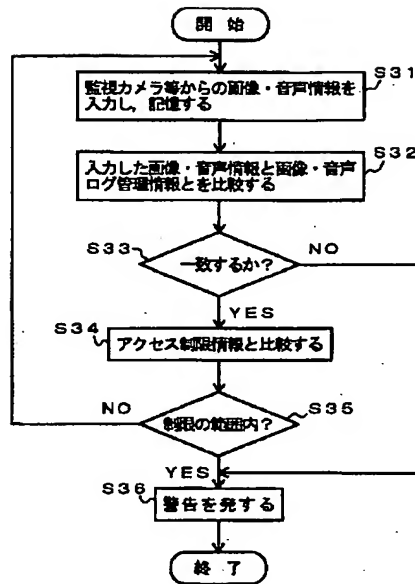 開 始
S31
監視カメラ等からの画像・音声情報を
入力し，記憶する
S32
入力した画像・音声情報と画像・音声
ログ管理情報とを比較する
S33
一致するか？
NO
YES
S34
アクセス制限情報と比較する
NO
制限の範囲内？
S35
YES
S36
警告を発する
終 了